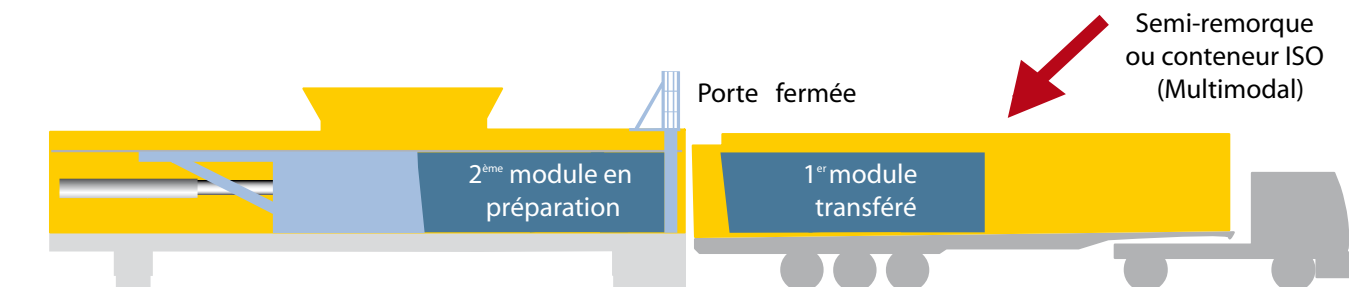 Semi-remorque
ou conteneur ISO
(Multimodal)
Porte fermée
2ème module en
préparation
1er module
transféré